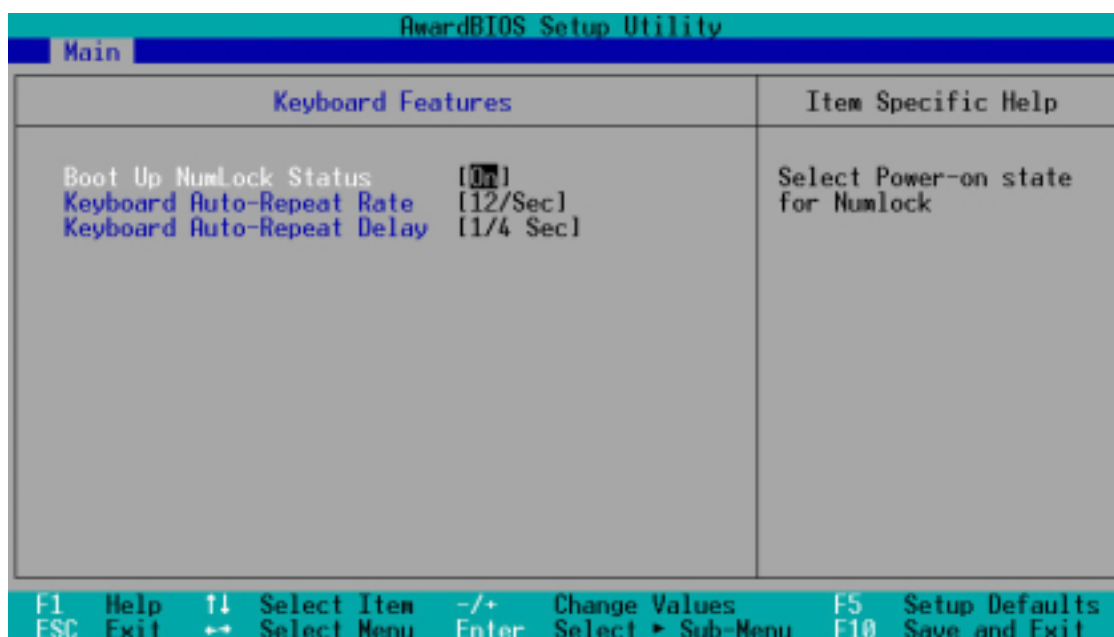 AwardBIOS Setup Utility
Main
Keyboard Features
Item Specific Help
Boot Up NumLock Status [On]
Keyboard Auto-Repeat Rate [12/Sec]
Keyboard Auto-Repeat Delay [1/4 Sec]
Select Power-on state
for Numlock
F1 Help ↑↓ Select Item -/+ Change Values F5 Setup Defaults
ESC Exit ←→ Select Menu Enter Select ► Sub-Menu F10 Save and Exit